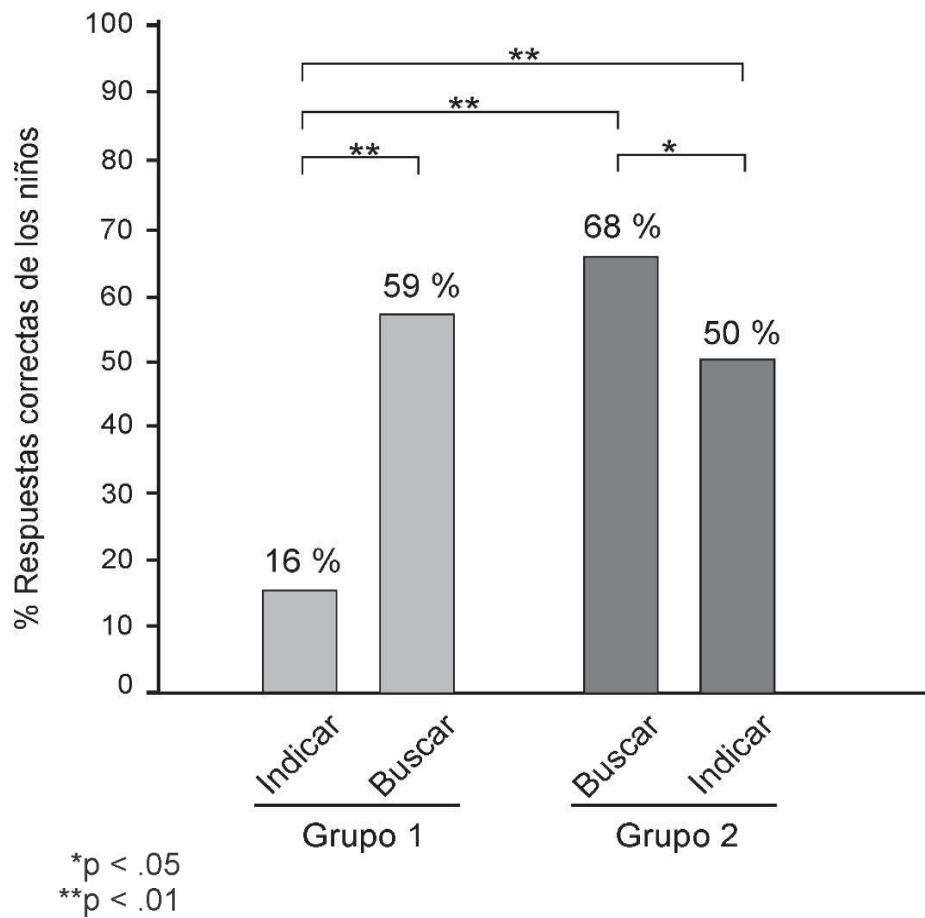 % Respuestas correctas de los niños
100
90
80
70
60
50
40
30
20
10
0
**
**
**
*
16 %
59 %
68 %
50 %
Indicar
Buscar
Buscar
Indicar
Grupo 1
Grupo 2
*p < .05
**p < .01